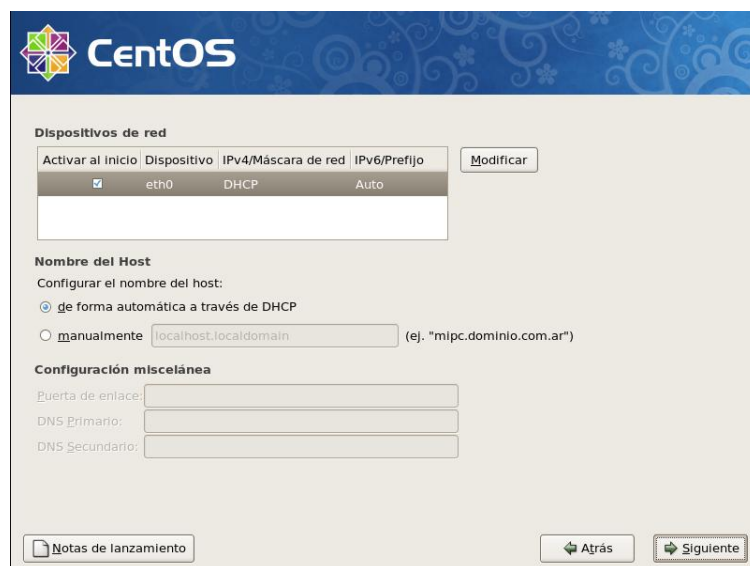 CentOS
Dispositivos de red
Activar al inicio Dispositivo IPv4/Máscara de red IPv6/Prefijo
eth0 DHCP Auto
Modificar
Nombre del Host
Configurar el nombre del host:
de forma automática a través de DHCP
manualmente localhost.localdomain (ej. "mipc.dominio.com.ar")
Configuración miscelánea
Puerta de enlace:
DNS Primario:
DNS Secundario:
Notas de lanzamiento Atrás Siguiente